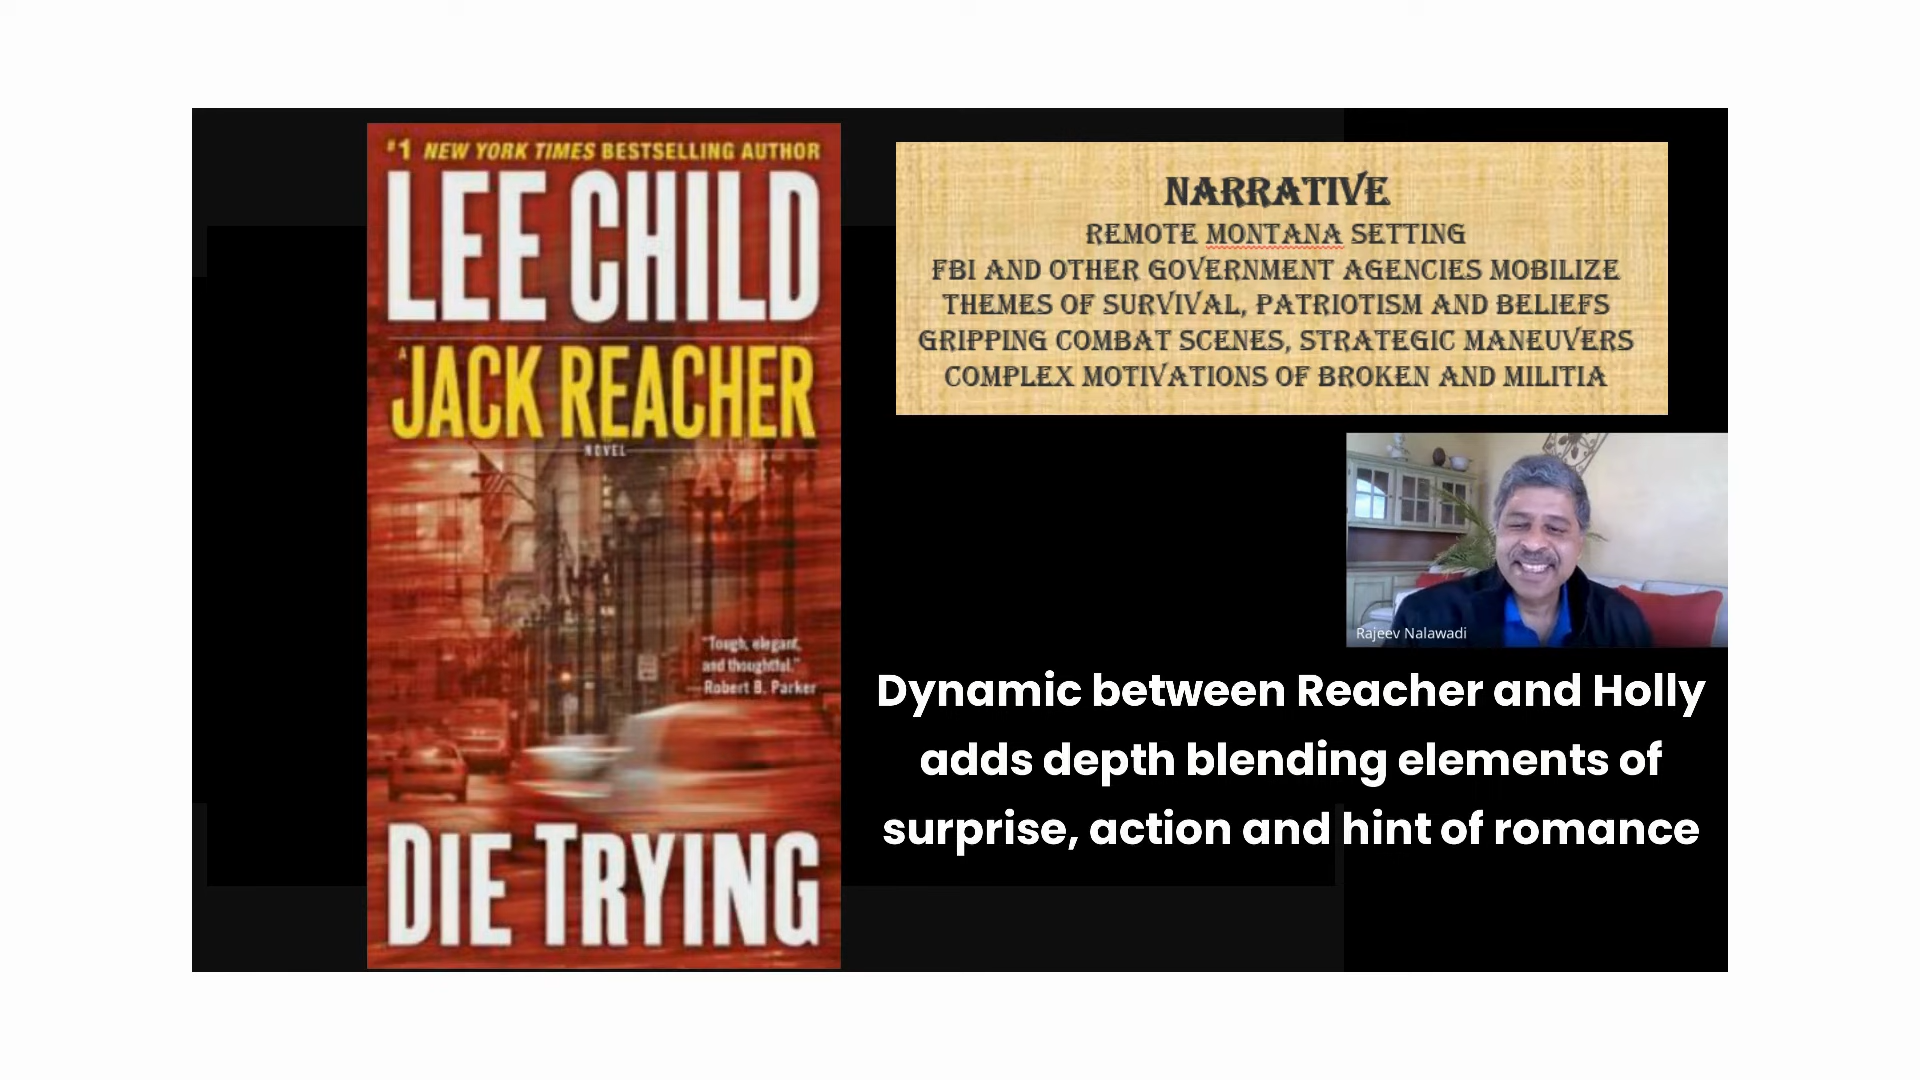 #1 NEW YORK TIMES BESTSELLING AUTHOR
LEE CHILD
A
JACK REACHER
NOVEL
"Tough, elegant,
and thoughtful."
—Robert B. Parker
DIE TRYING
NARRATIVE
REMOTE MONTANA SETTING
FBI AND OTHER GOVERNMENT AGENCIES MOBILIZE
THEMES OF SURVIVAL, PATRIOTISM AND BELIEFS
GRIPPING COMBAT SCENES, STRATEGIC MANEUVERS
COMPLEX MOTIVATIONS OF BROKEN AND MILITIA
Rajeev Nalawadi
Dynamic between Reacher and Holly
adds depth blending elements of
surprise, action and hint of romance